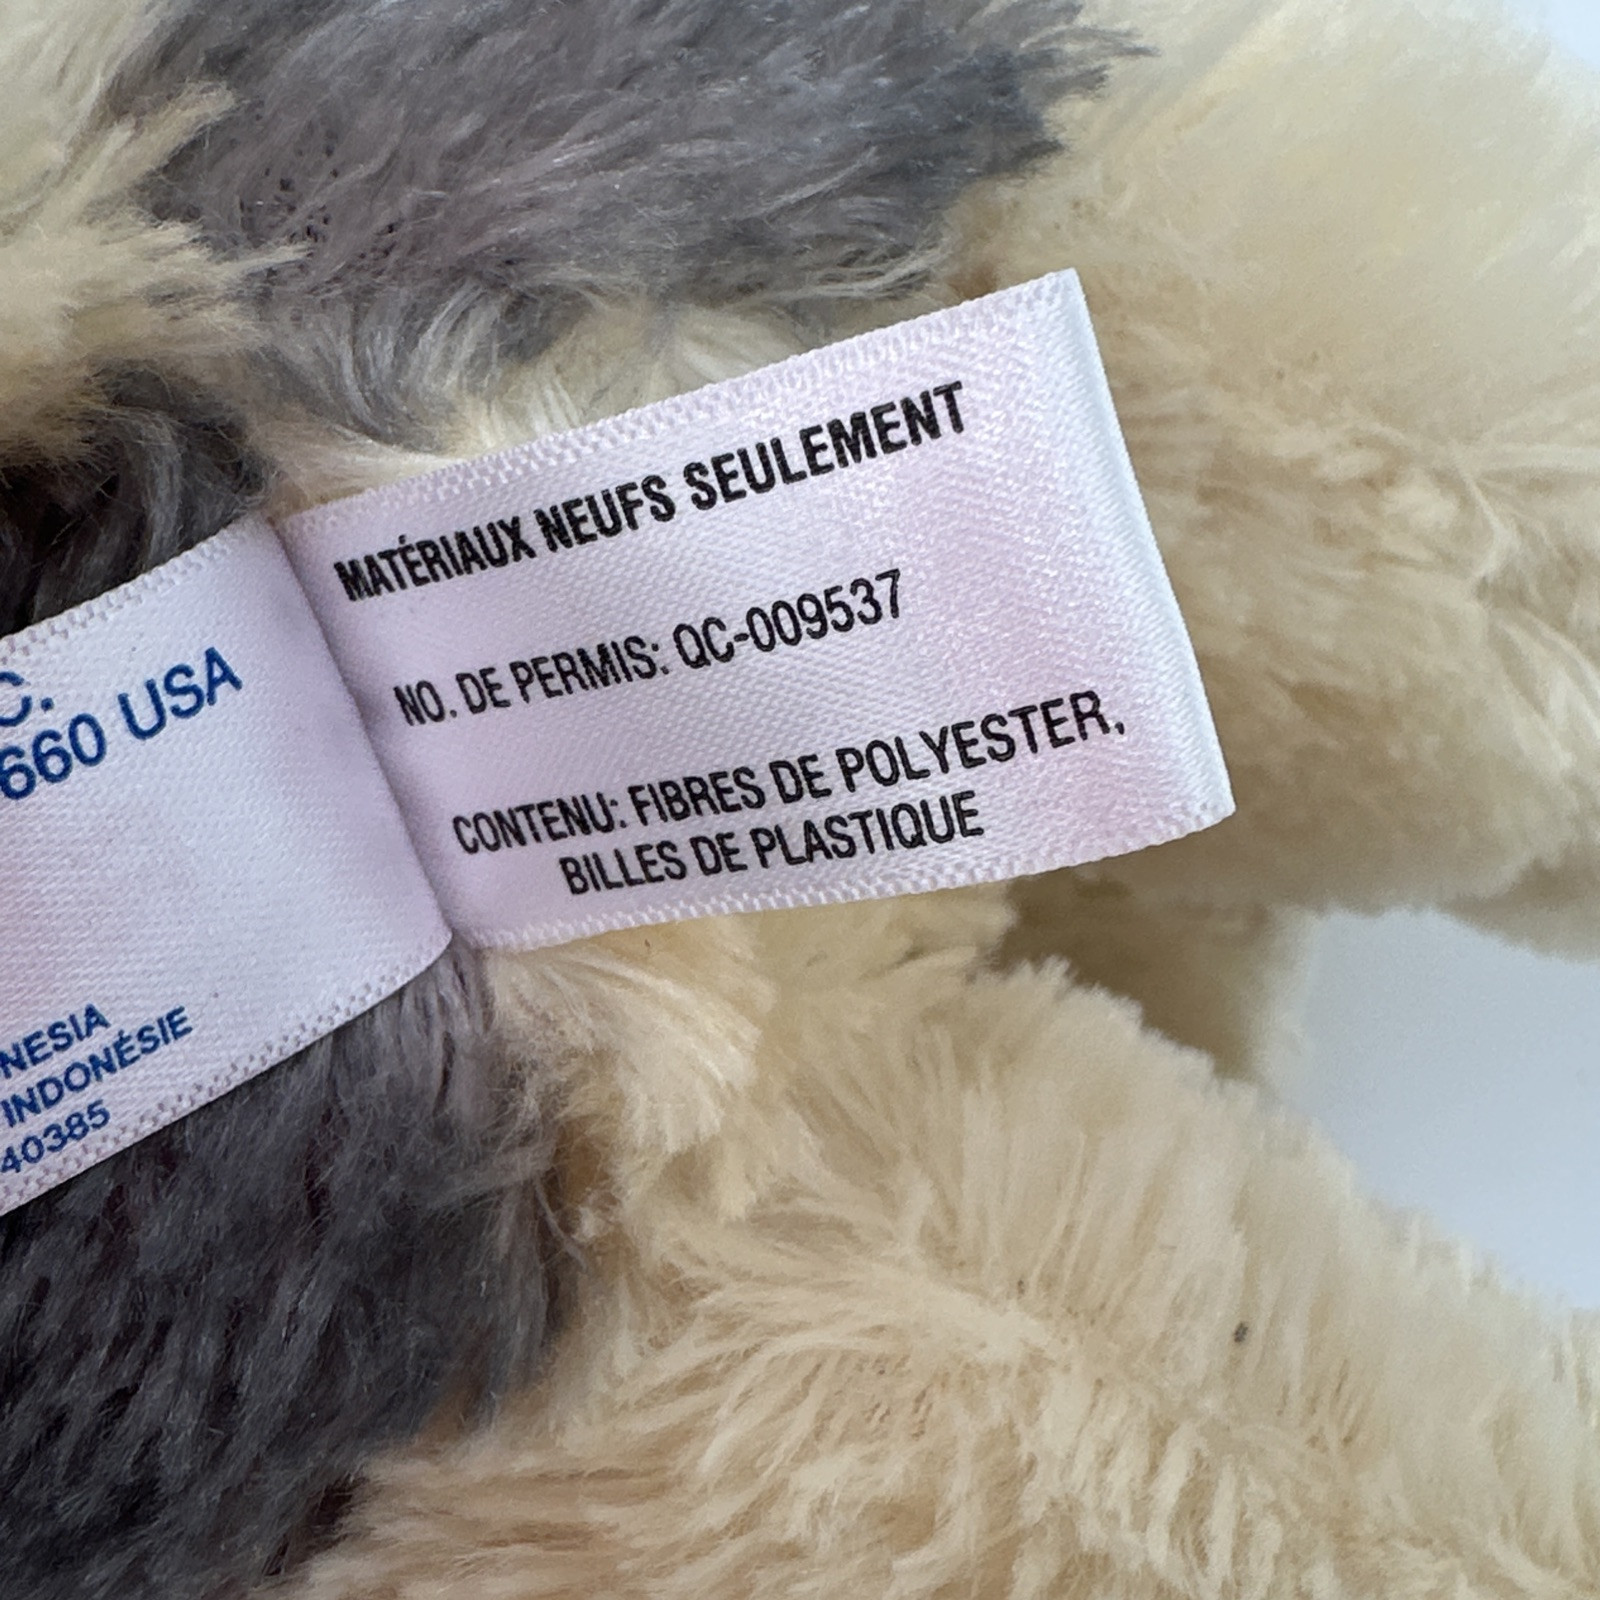 MATÉRIAUX NEUFS SEULEMENT
NO. DE PERMIS: QC-009537
CONTENU: FIBRES DE POLYESTER,
BILLES DE PLASTIQUE
C.
660 USA
NESIA
INDONÉSIE
40385